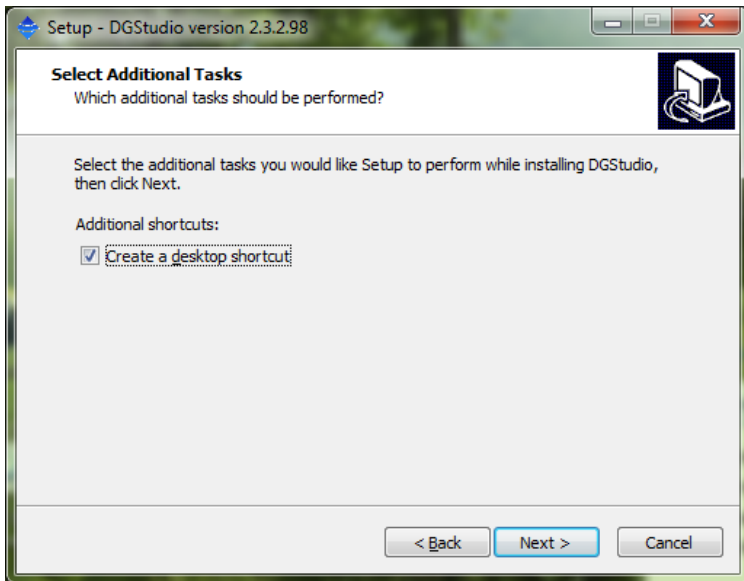 Setup - DGStudio version 2.3.2.98
Select Additional Tasks
Which additional tasks should be performed?
Select the additional tasks you would like Setup to perform while installing DGStudio,
then click Next.
Additional shortcuts:
Create a desktop shortcut
< Back
Next >
Cancel